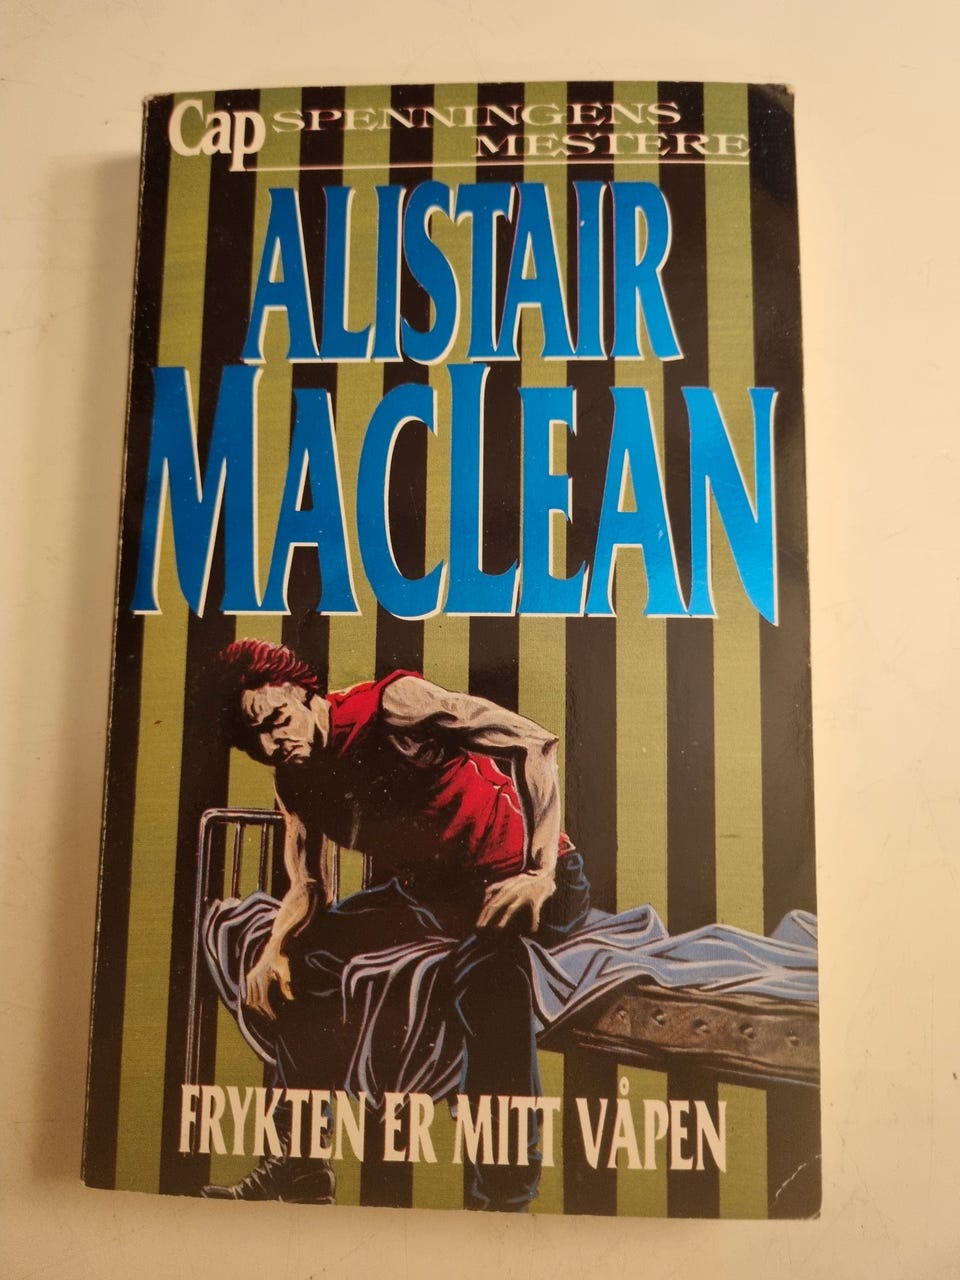 Cap SPENNINGENS
MESTERE
ALISTAIR
MACLEAN
FRYKTEN ER MITT VÅPEN